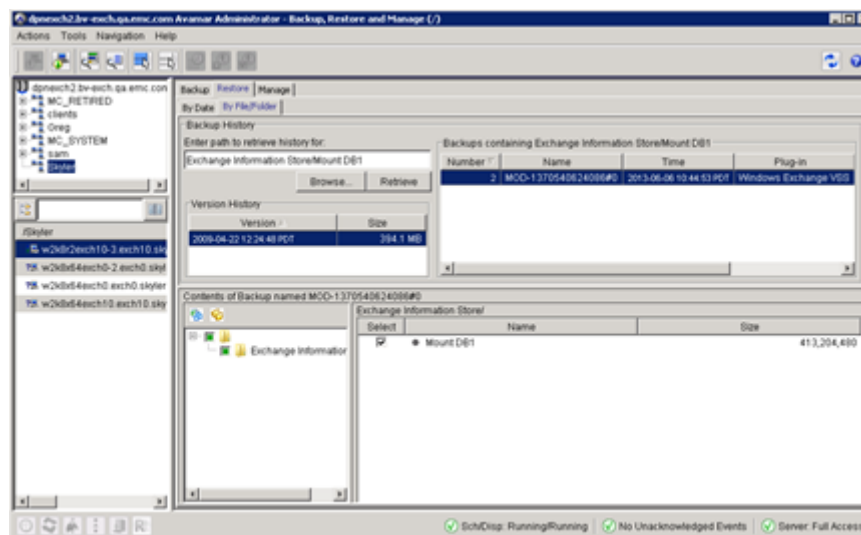 dpnexch2.bv-exch.qa.emc.com Avamar Administrator - Backup, Restore and Manage (/)
Actions Tools Navigation Help
dpnexch2.bv-exch.qa.emc.con
MC_RETIRED
clients
Greg
MC_SYSTEM
sam
Skyler
/Skyler
w2k8r2exch10-3.exch10.sky
w2k8x64exch0-2.exch0.skyl
w2k8x64exch0.exch0.skyler
w2k8x64exch10.exch10.sky
Backup Restore Manage
By Date By File/Folder
Backup History
Enter path to retrieve history for:
Exchange Information Store/Mount DB1
Browse... Retrieve
Version History
Version Size
2009-04-22 12:24:48 PDT 394.1 MB
Backups containing Exchange Information Store/Mount DB1
Number Name Time Plug-in
2 MOD-1370540624086#0 2013-06-06 10:44:53 PDT Windows Exchange VSS
Contents of Backup named MOD-1370540624086#0
Exchange Informatior
Exchange Information Store/
Select Name Size
Mount DB1 413,204,480
Sch/Disp: Running/Running No Unacknowledged Events Server: Full Access